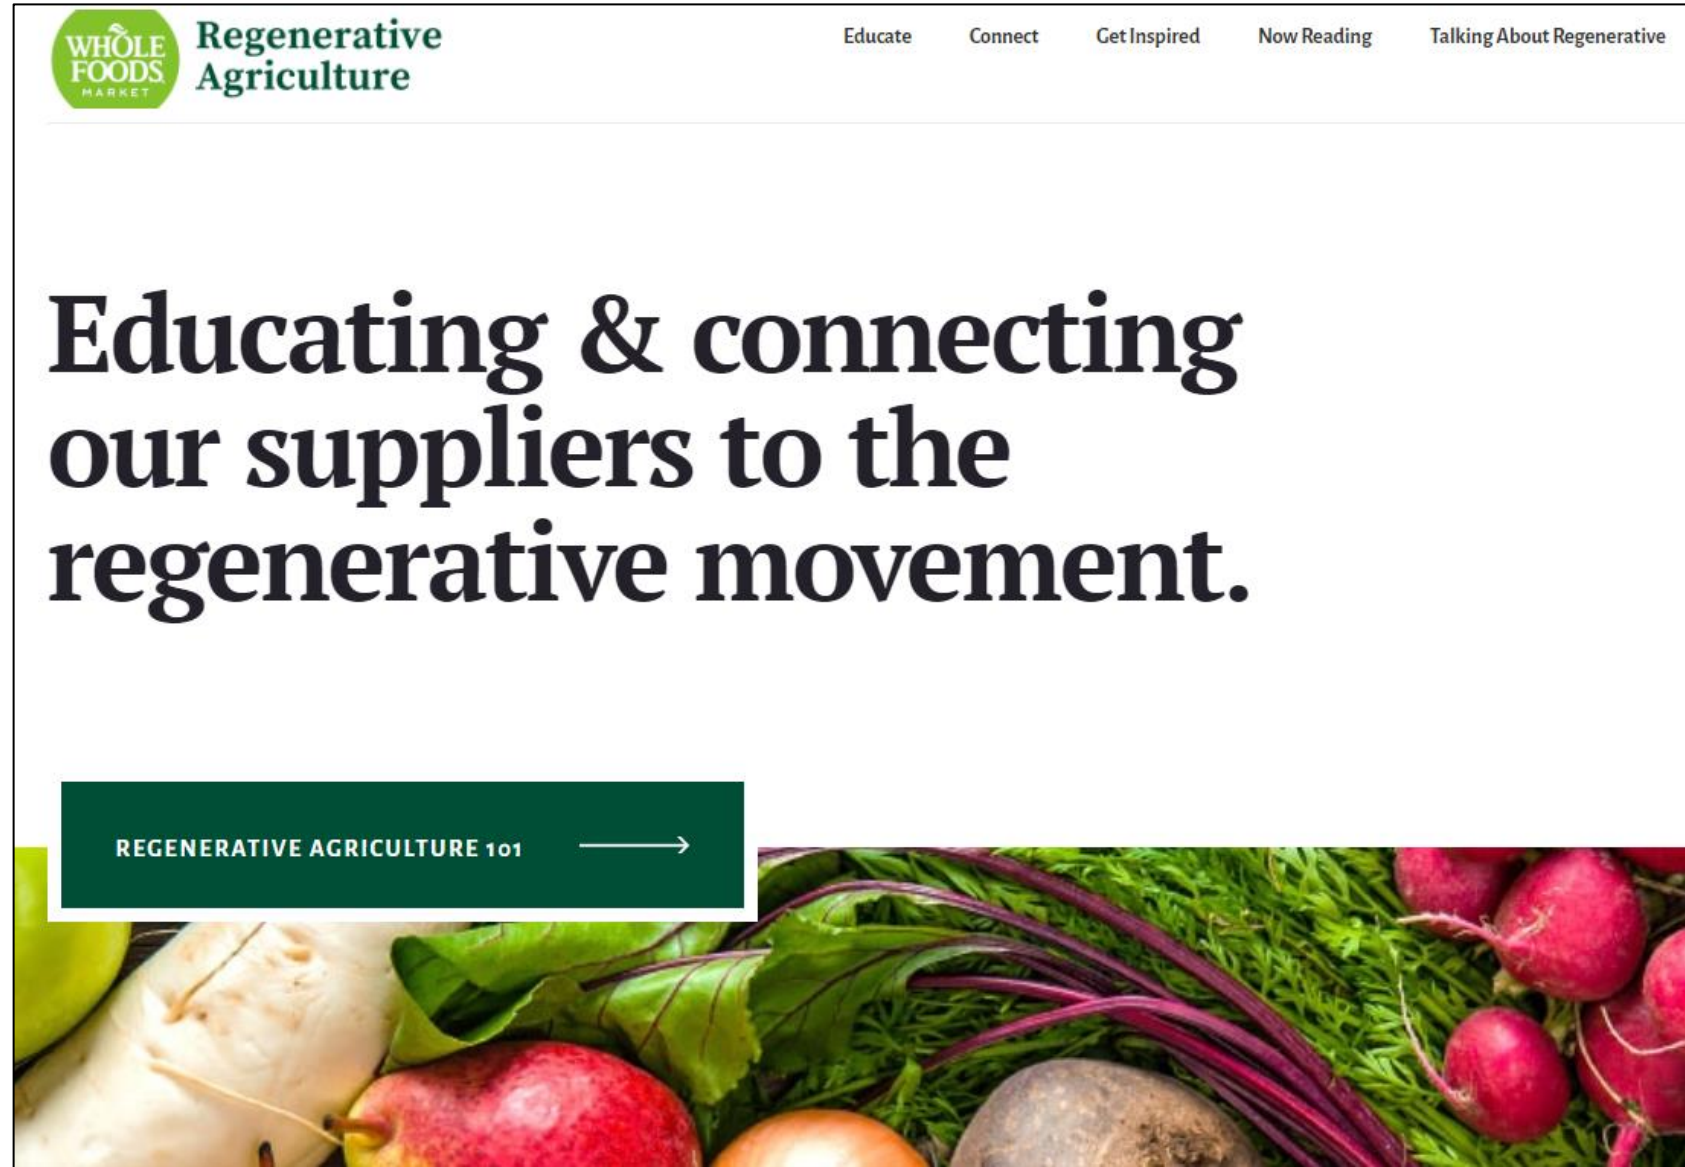 WHOLE
FOODS
MARKET
Regenerative
Agriculture
Educate Connect Get Inspired Now Reading Talking About Regenerative
Educating & connecting
our suppliers to the
regenerative movement.
REGENERATIVE AGRICULTURE 101